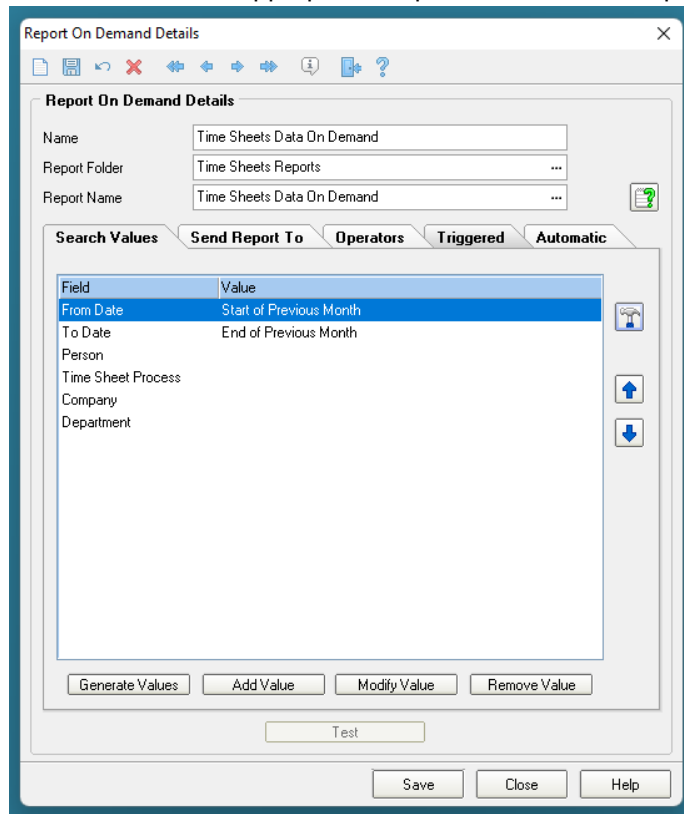 Report On Demand Details
Report On Demand Details
Name Time Sheets Data On Demand
Report Folder Time Sheets Reports ...
Report Name Time Sheets Data On Demand ...
Search Values Send Report To Operators Triggered Automatic
Field Value
From Date Start of Previous Month
To Date End of Previous Month
Person
Time Sheet Process
Company
Department
Generate Values Add Value Modify Value Remove Value
Test
Save Close Help